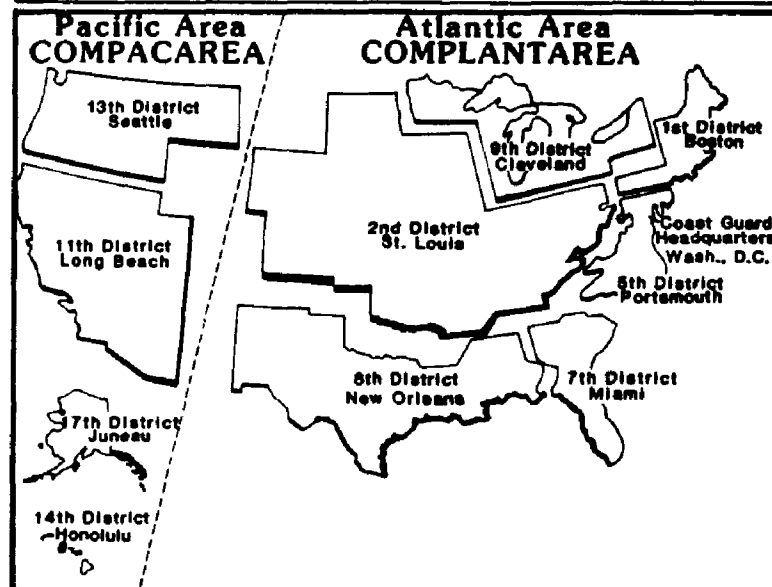 Pacific Area
COMPACAREA
Atlantic Area
COMPLANTAREA
13th District
Seattle
9th District
Cleveland
1st District
Boston
11th District
Long Beach
2nd District
St. Louis
Coast Guard
Headquarters
Wash., D.C.
5th District
Portsmouth
8th District
New Orleans
7th District
Miami
17th District
Juneau
14th District
Honolulu